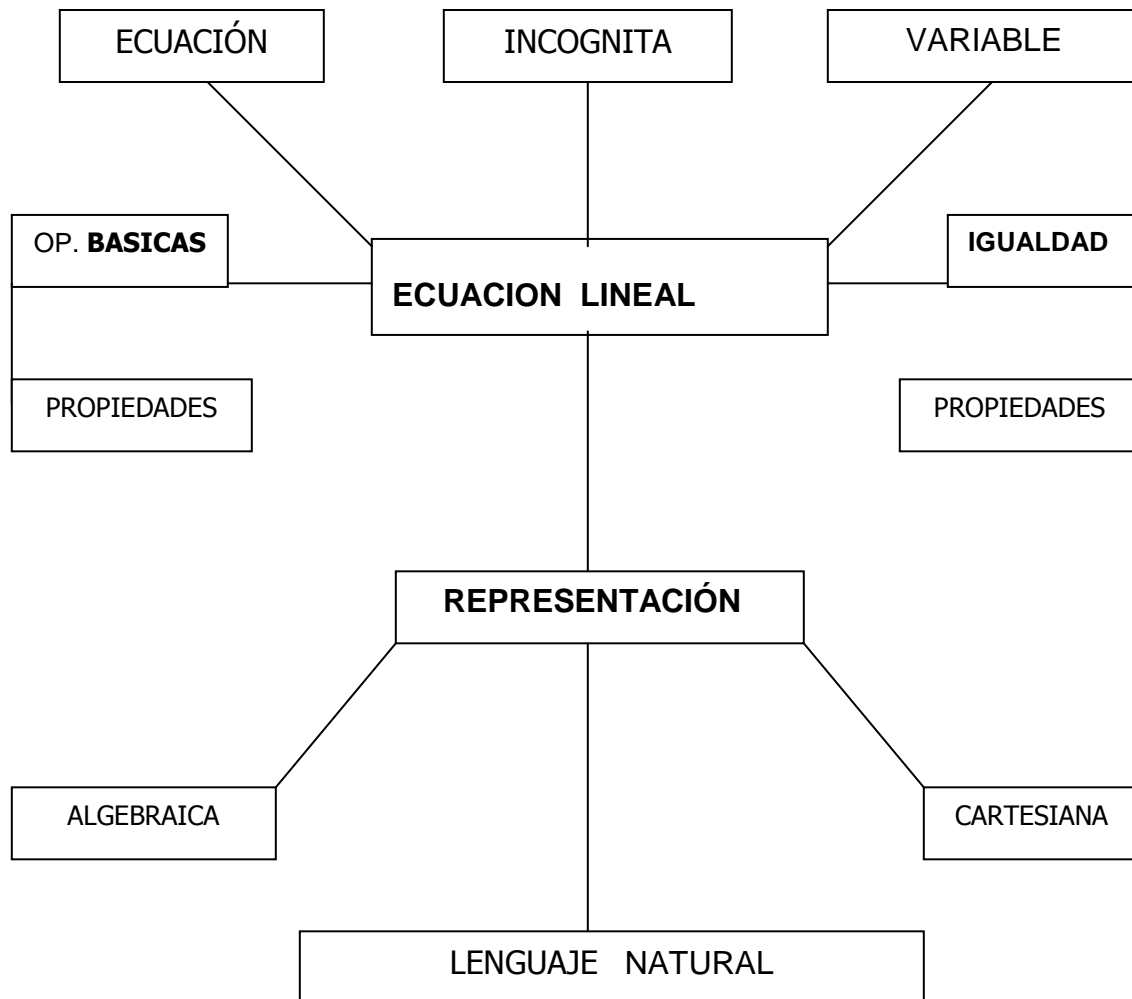 ECUACIÓN
INCOGNITA
VARIABLE
OP. BASICAS
IGUALDAD
ECUACION LINEAL
PROPIEDADES
PROPIEDADES
REPRESENTACIÓN
ALGEBRAICA
CARTESIANA
LENGUAJE NATURAL